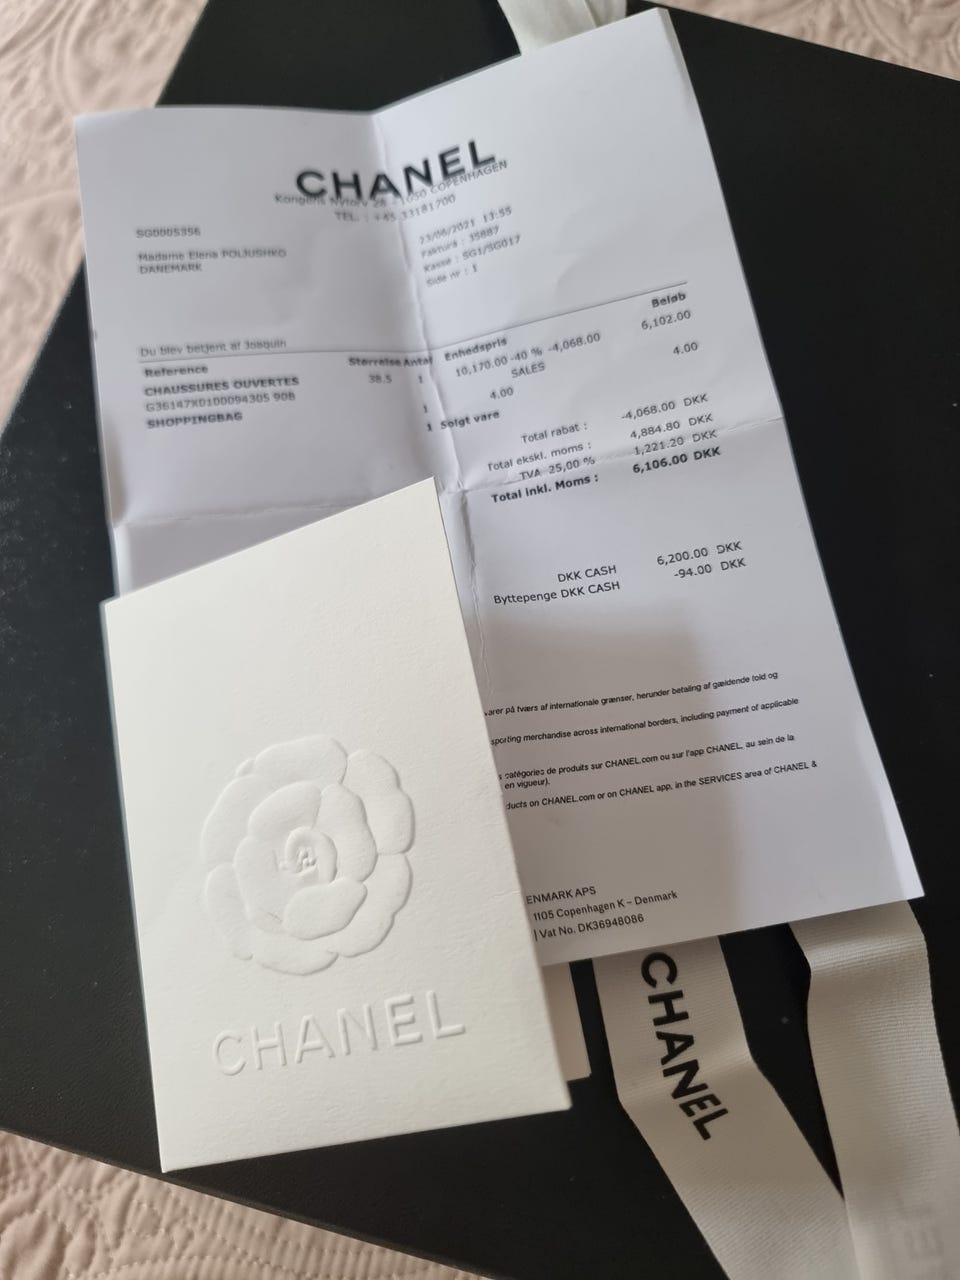 CHANEL
Kongens Nytorv 28 - 1050 COPENHAGEN
TEL. : +45 33181700
SG0005356
23/06/2021 13:55
Madame Elena POLJUSHKO
Faktura : 35887
DANEMARK
Kasse : SG1/SG017
Side nr : 1
Du blev betjent af Joaquin
Reference Størrelse Antal Enhedspris Beløb
CHAUSSURES OUVERTES 38.5 1 10,170.00 -40 % -4,068.00 6,102.00
G36147X0100094305 90B SALES
SHOPPINGBAG 1 4.00 4.00
1 Solgt vare
Total rabat : -4,068.00 DKK
Total ekskl. moms : 4,884.80 DKK
TVA 25,00 % 1,221.20 DKK
Total inkl. Moms : 6,106.00 DKK
DKK CASH 6,200.00 DKK
Byttepenge DKK CASH -94.00 DKK
varer på tværs af internationale grænser, herunder betaling af gældende told og
sporting merchandise across international borders, including payment of applicable
s catégories de produits sur CHANEL.com ou sur l'app CHANEL, au sein de la
en vigueur).
ducts on CHANEL.com or on CHANEL app, in the SERVICES area of CHANEL &
ENMARK APS
1105 Copenhagen K – Denmark
| Vat No. DK36948086
CHANEL
CHANEL